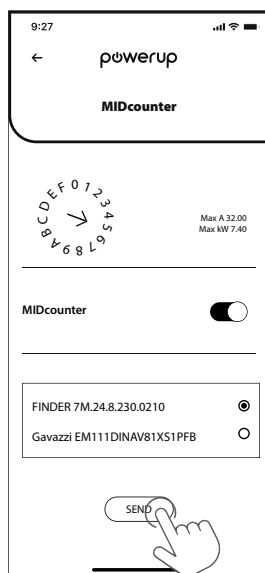 9:27
powerup
MIDcounter
0 1 2 3 4 5 6 7 8 9 A B C D E F
Max A 32.00
Max kW 7.40
MIDcounter
FINDER 7M.24.8.230.0210
Gavazzi EM111DINAV81XS1PFB
SEND